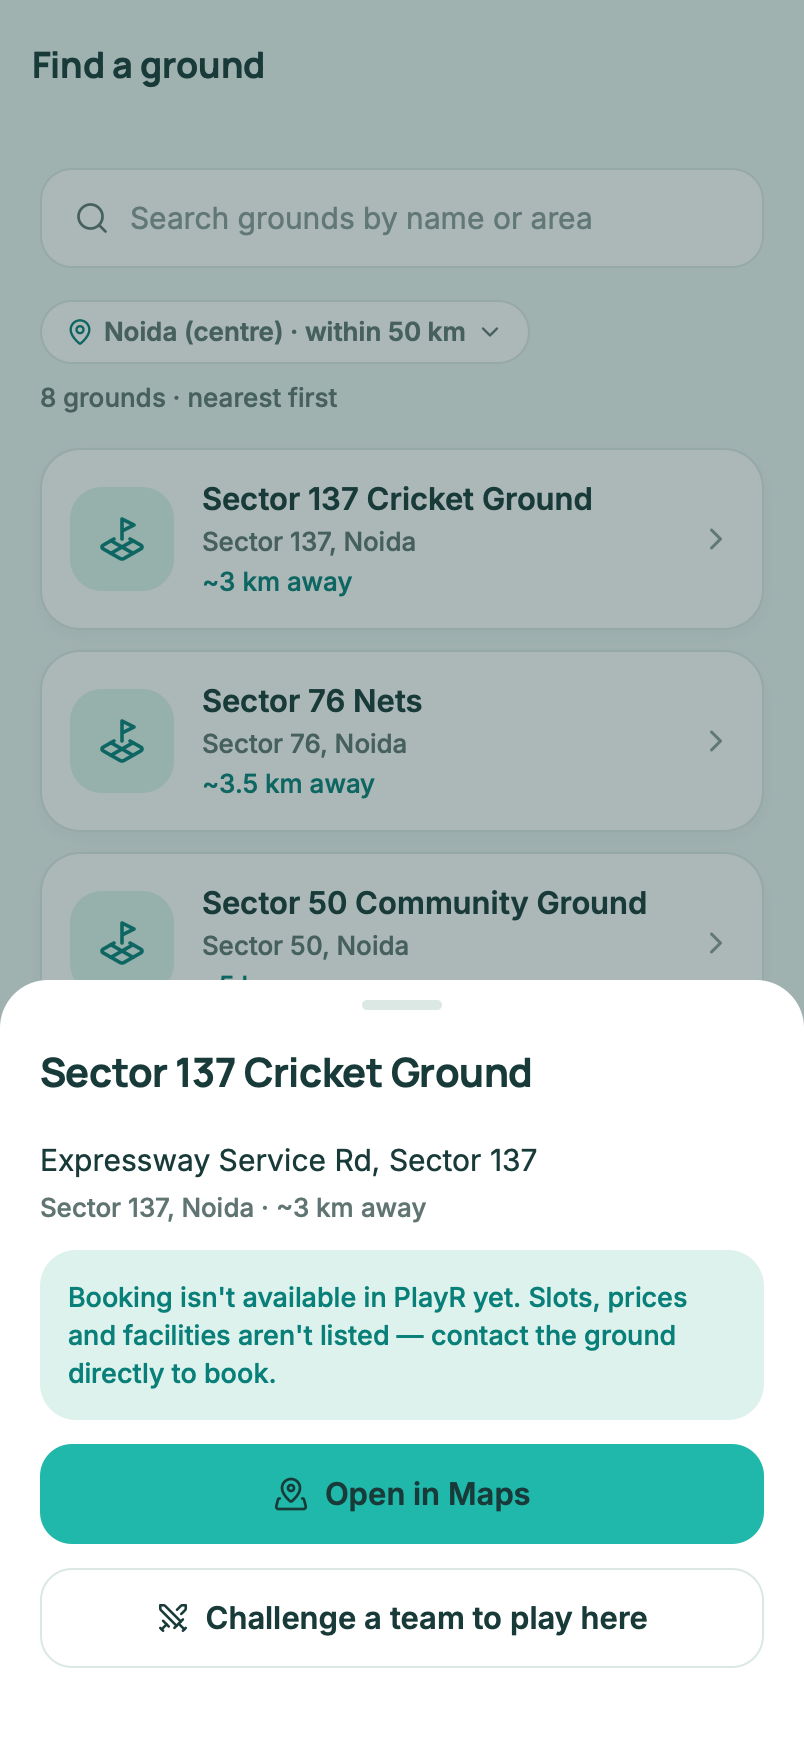 Find a ground
Search grounds by name or area
Noida (centre) · within 50 km
8 grounds · nearest first
Sector 137 Cricket Ground
Sector 137, Noida
~3 km away
Sector 76 Nets
Sector 76, Noida
~3.5 km away
Sector 50 Community Ground
Sector 50, Noida
Sector 137 Cricket Ground
Expressway Service Rd, Sector 137
Sector 137, Noida · ~3 km away
Booking isn't available in PlayR yet. Slots, prices
and facilities aren't listed — contact the ground
directly to book.
Open in Maps
Challenge a team to play here